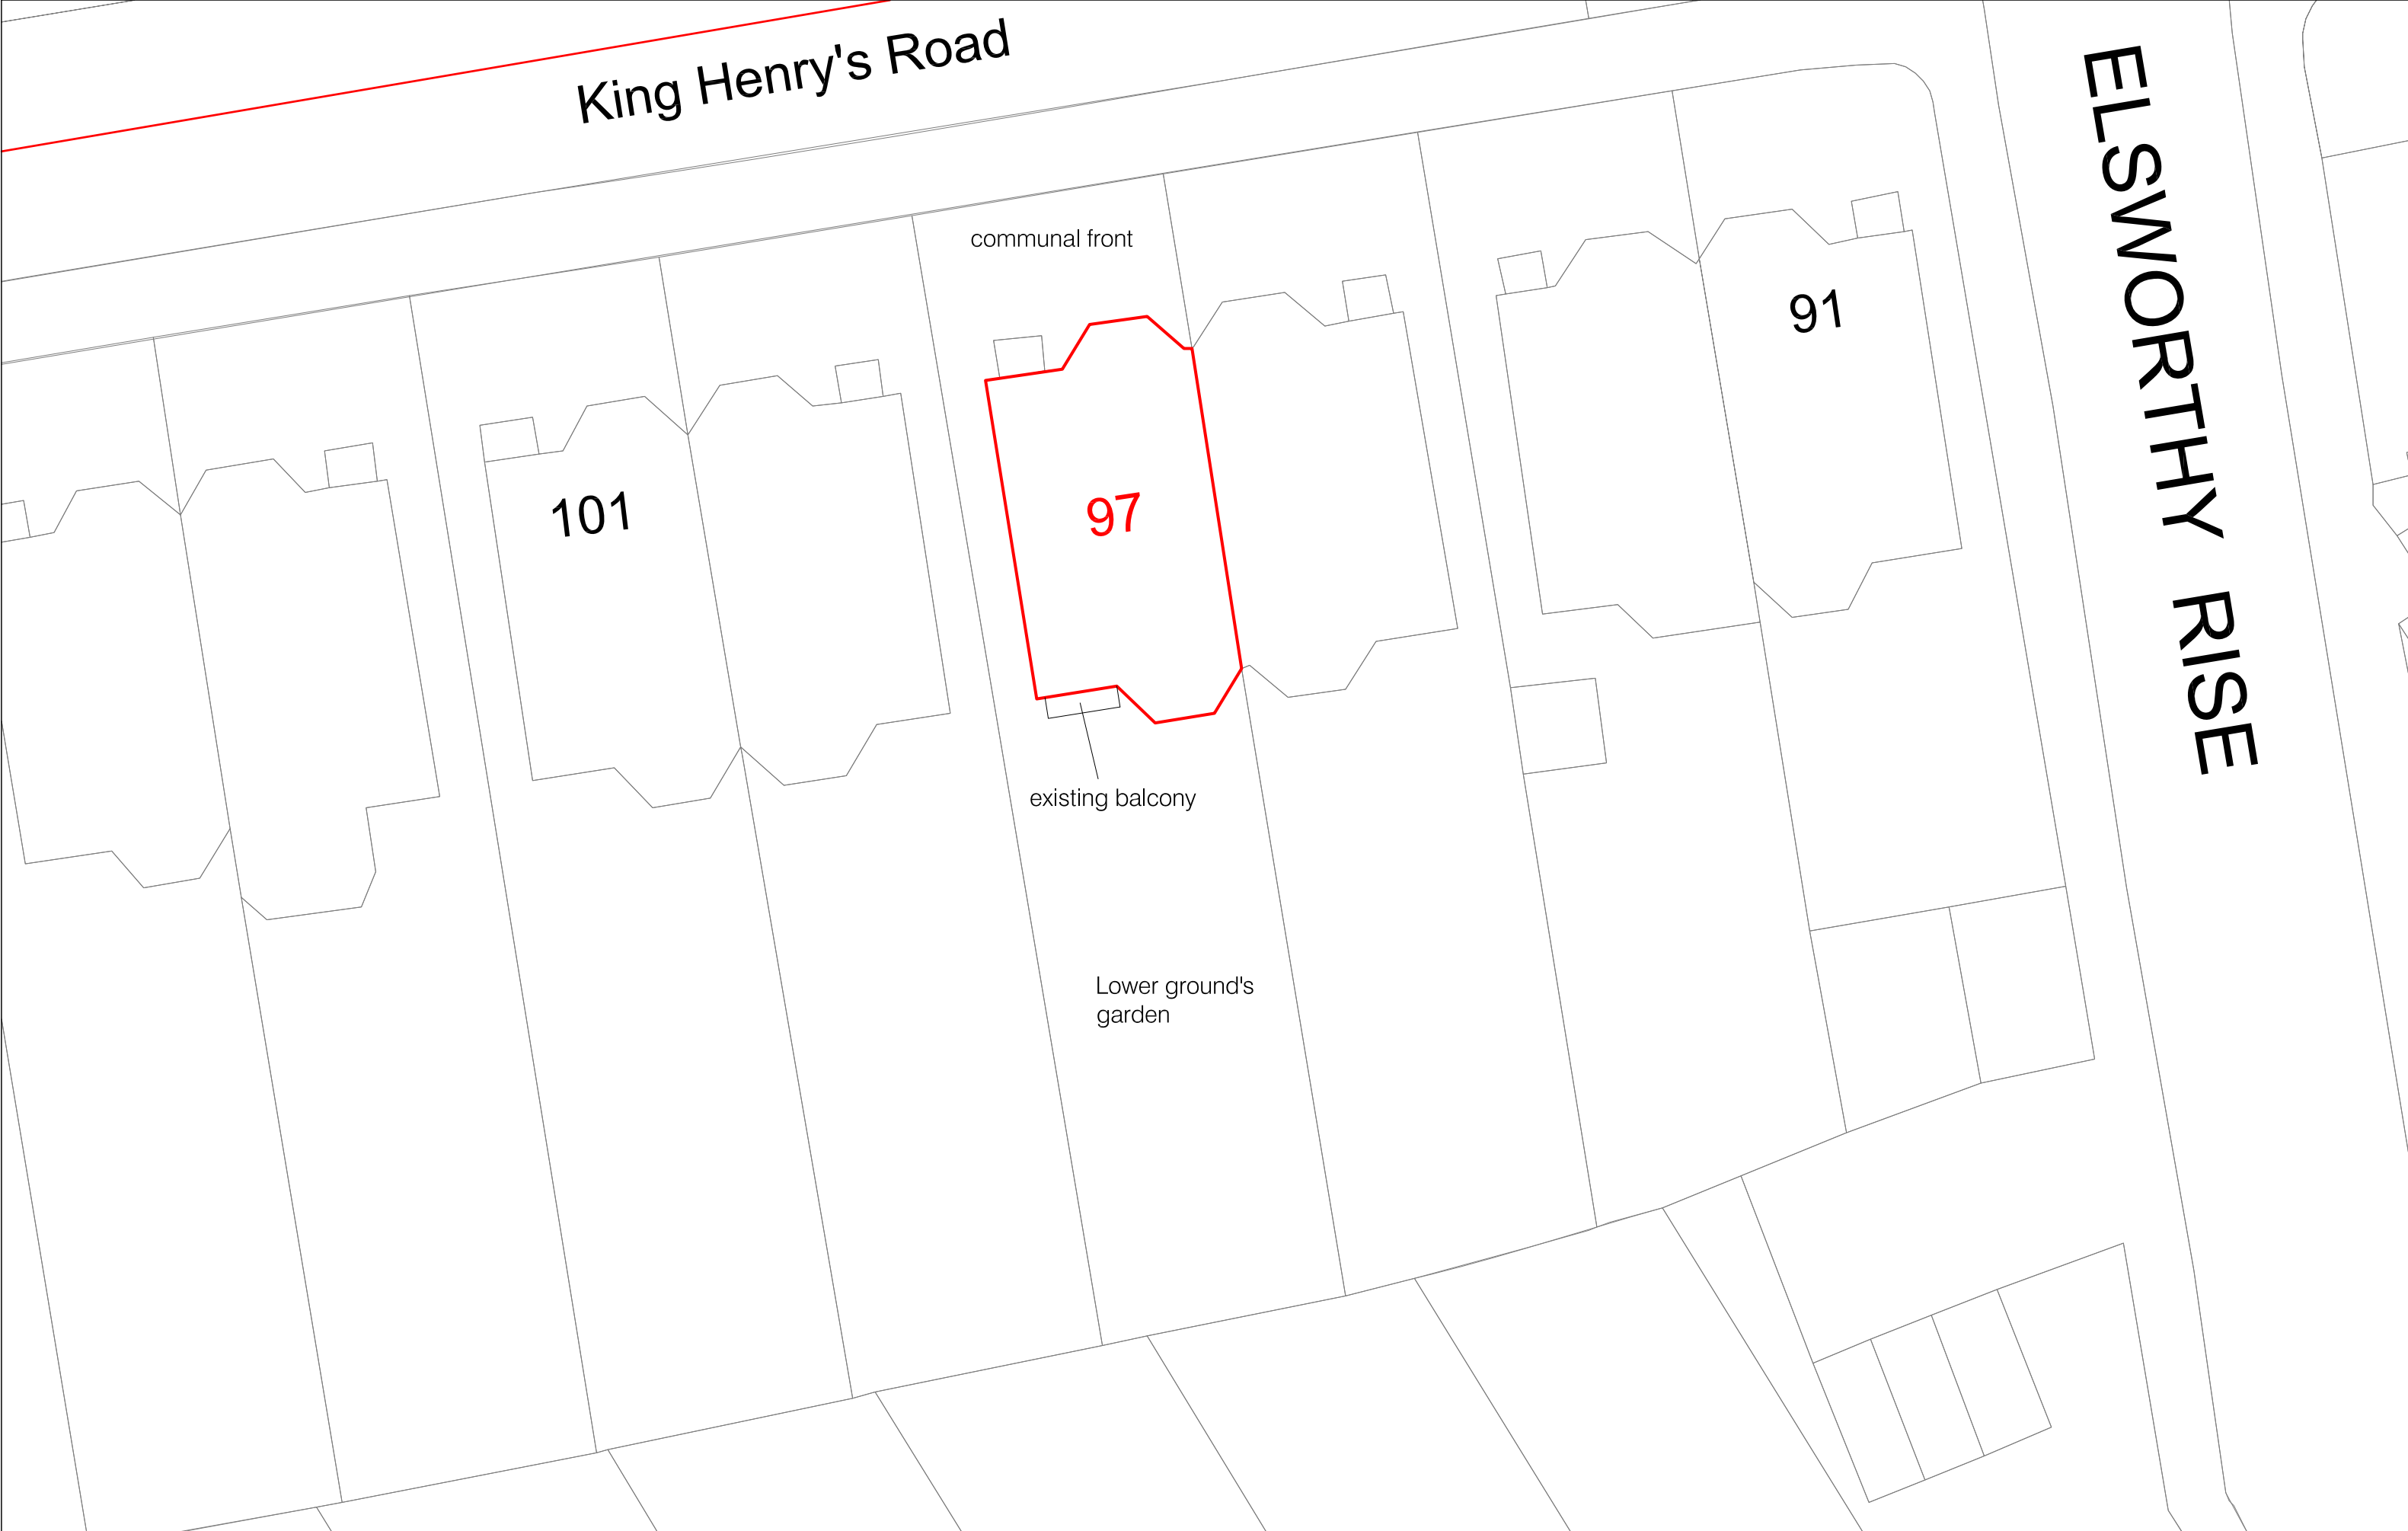 King Henry's Road
ELSWORTHY RISE
communal front
91
101
97
existing balcony
Lower ground's
garden